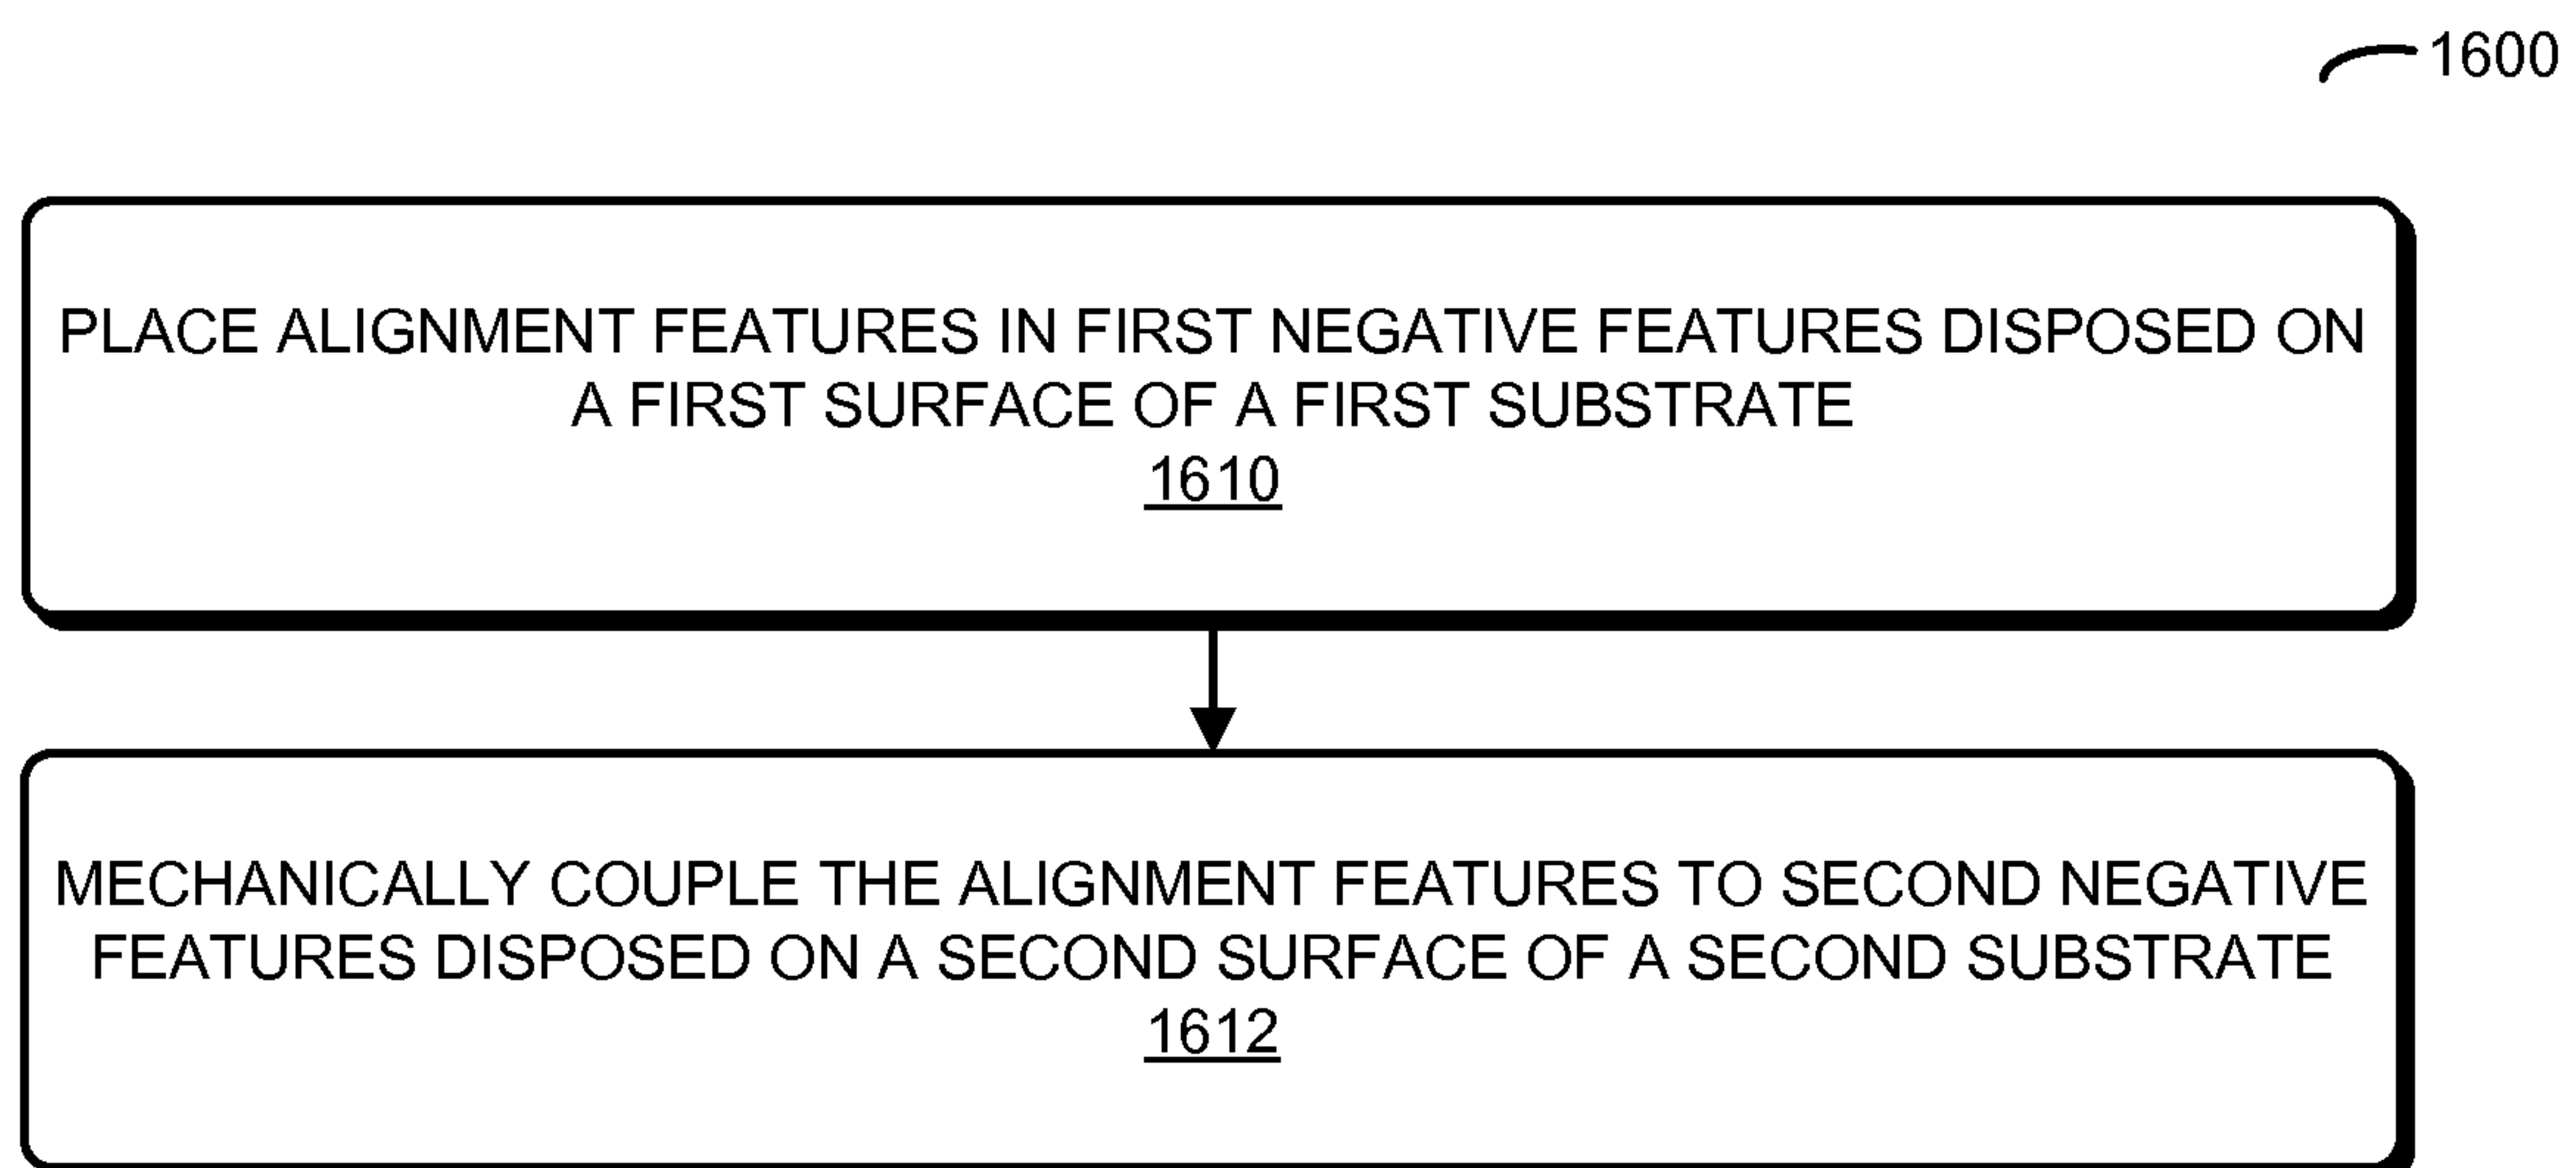 1600
PLACE ALIGNMENT FEATURES IN FIRST NEGATIVE FEATURES DISPOSED ON
A FIRST SURFACE OF A FIRST SUBSTRATE
1610
MECHANICALLY COUPLE THE ALIGNMENT FEATURES TO SECOND NEGATIVE
FEATURES DISPOSED ON A SECOND SURFACE OF A SECOND SUBSTRATE
1612